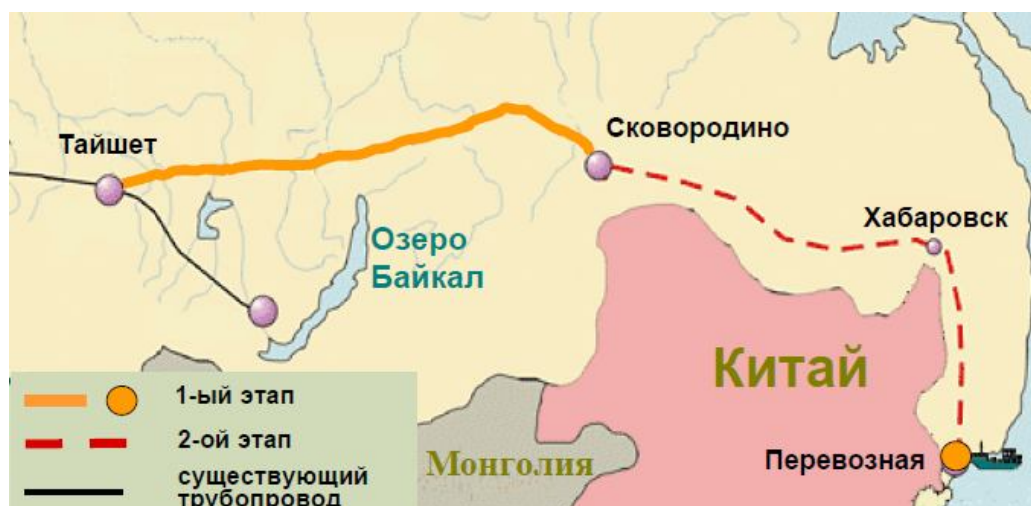 Тайшет
Сковородино
Хабаровск
Озеро
Байкал
Китай
1-ый этап
2-ой этап
Монголия
Перевозная
существующий
трубопровод